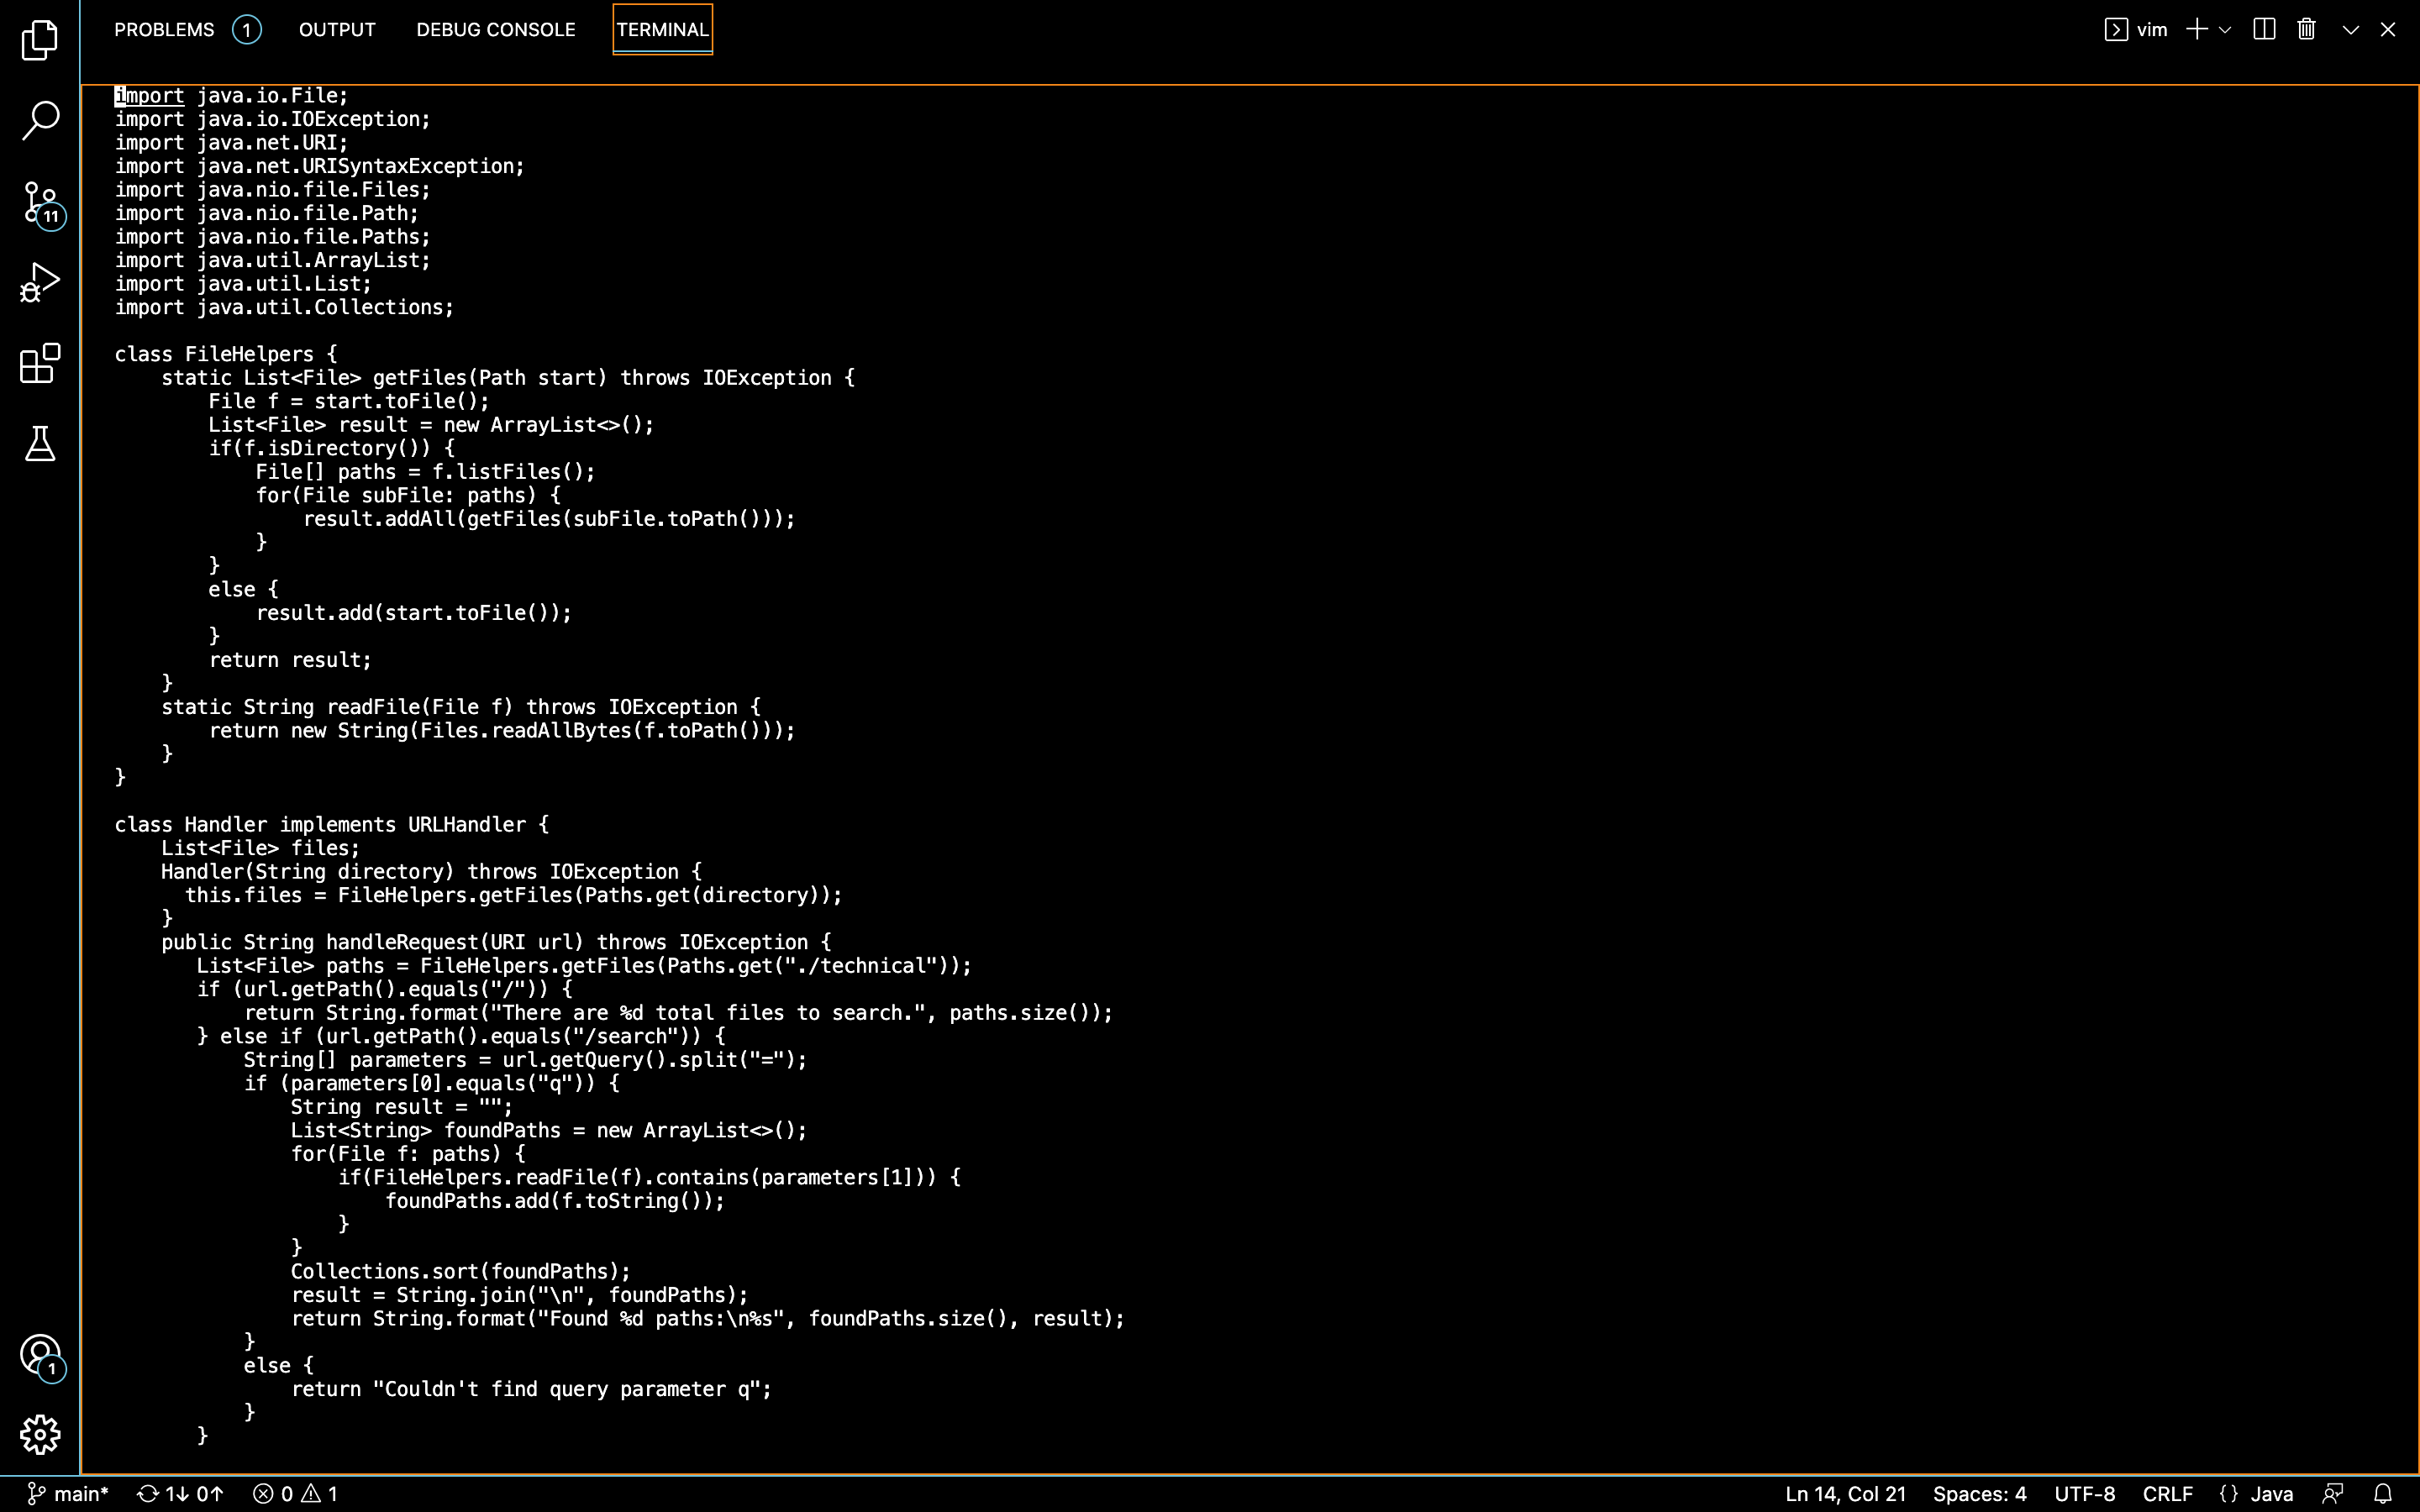 PROBLEMS 1 OUTPUT DEBUG CONSOLE TERMINAL vim
11
import java.io.File;
import java.io.IOException;
import java.net.URI;
import java.net.URISyntaxException;
import java.nio.file.Files;
import java.nio.file.Path;
import java.nio.file.Paths;
import java.util.ArrayList;
import java.util.List;
import java.util.Collections;

class FileHelpers {
    static List<File> getFiles(Path start) throws IOException {
        File f = start.toFile();
        List<File> result = new ArrayList<>();
        if(f.isDirectory()) {
            File[] paths = f.listFiles();
            for(File subFile: paths) {
                result.addAll(getFiles(subFile.toPath()));
            }
        }
        else {
            result.add(start.toFile());
        }
        return result;
    }
    static String readFile(File f) throws IOException {
        return new String(Files.readAllBytes(f.toPath()));
    }
}

class Handler implements URLHandler {
    List<File> files;
    Handler(String directory) throws IOException {
      this.files = FileHelpers.getFiles(Paths.get(directory));
    }
    public String handleRequest(URI url) throws IOException {
       List<File> paths = FileHelpers.getFiles(Paths.get("./technical"));
       if (url.getPath().equals("/")) {
           return String.format("There are %d total files to search.", paths.size());
       } else if (url.getPath().equals("/search")) {
           String[] parameters = url.getQuery().split("=");
           if (parameters[0].equals("q")) {
               String result = "";
               List<String> foundPaths = new ArrayList<>();
               for(File f: paths) {
                   if(FileHelpers.readFile(f).contains(parameters[1])) {
                       foundPaths.add(f.toString());
                   }
               }
               Collections.sort(foundPaths);
               result = String.join("\n", foundPaths);
               return String.format("Found %d paths:\n%s", foundPaths.size(), result);
           }
           else {
               return "Couldn't find query parameter q";
           }
       }
1
main* 1↓ 0↑ 0 1 Ln 14, Col 21 Spaces: 4 UTF-8 CRLF {} Java